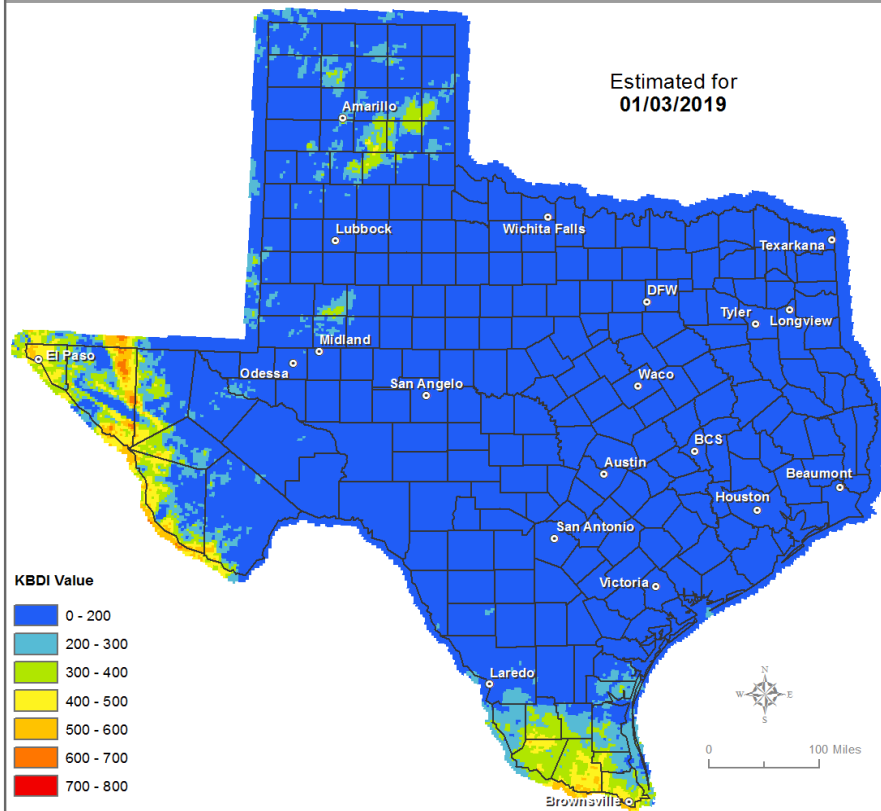 Estimated for
01/03/2019
Amarillo
Lubbock
Wichita Falls
Texarkana
DFW
Tyler
Longview
Midland
El Paso
Odessa
San Angelo
Waco
BCS
Austin
Beaumont
Houston
San Antonio
Victoria
KBDI Value
0 - 200
200 - 300
300 - 400
400 - 500
500 - 600
600 - 700
700 - 800
Laredo
N
W E
S
0 100 Miles
Brownsville